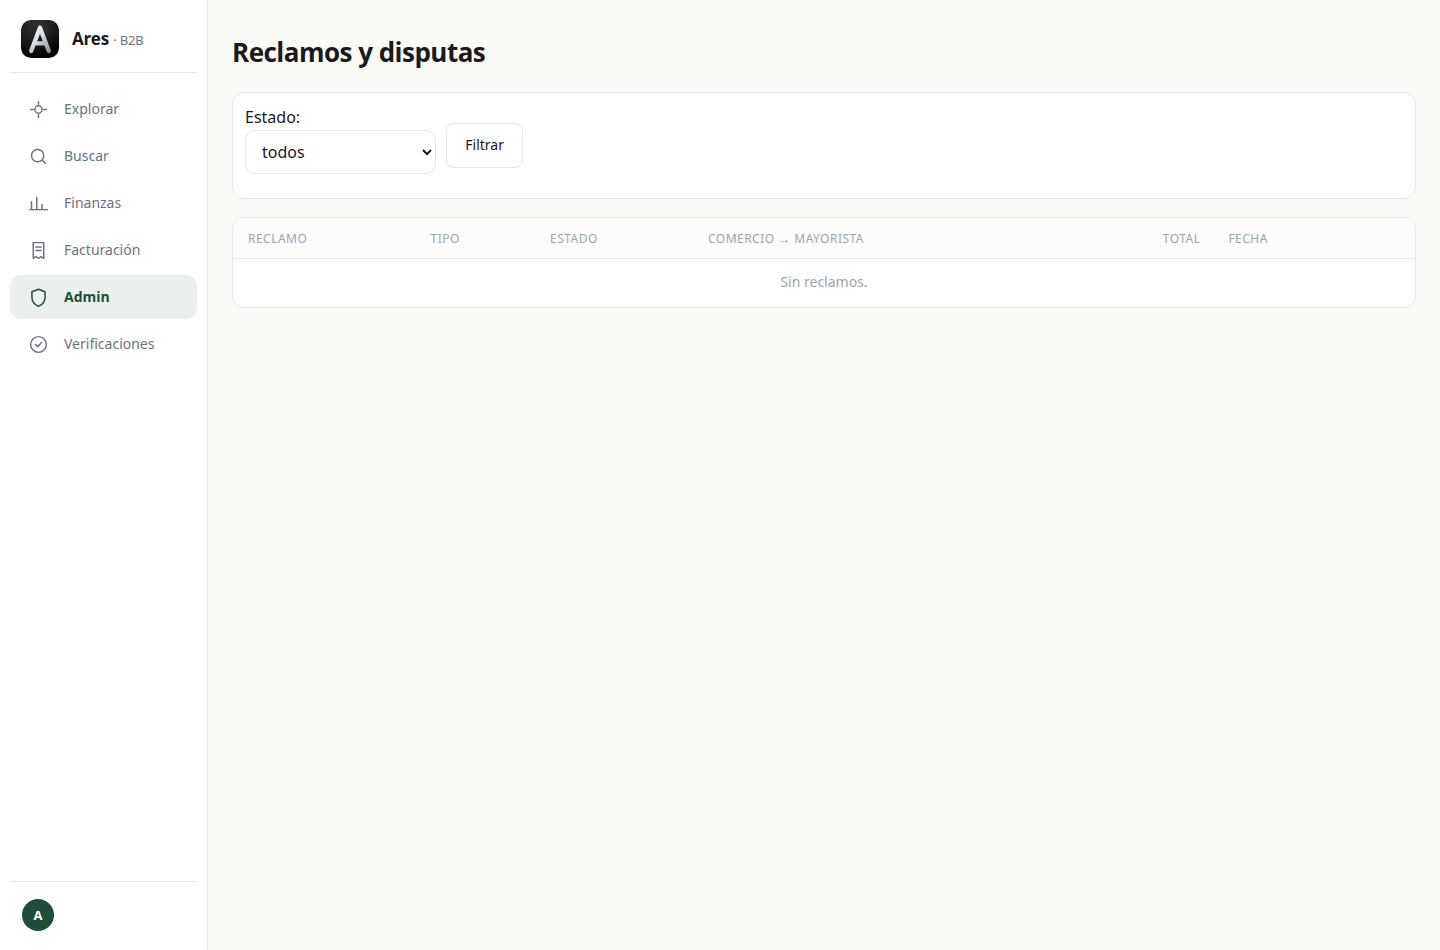 Ares · B2B
Explorar
Buscar
Finanzas
Facturación
Admin
Verificaciones
A
Reclamos y disputas
Estado:
todos
Filtrar
RECLAMO TIPO ESTADO COMERCIO → MAYORISTA TOTAL FECHA
Sin reclamos.